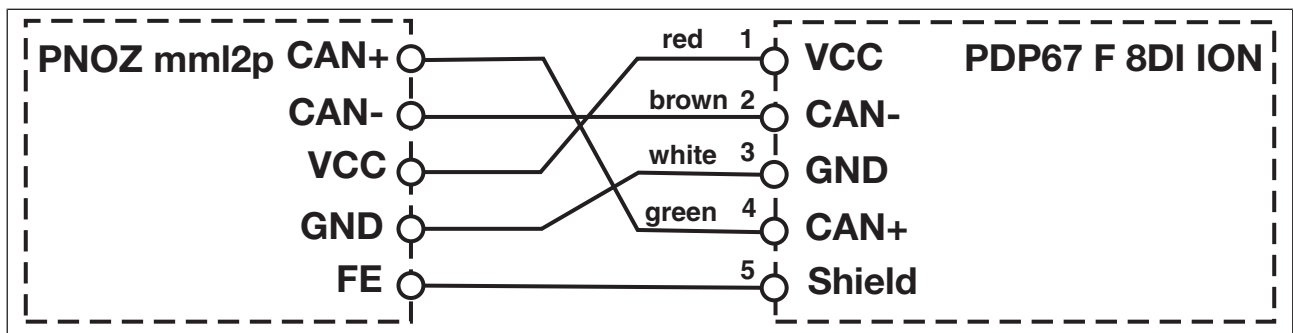 PNOZ mml2p CAN+ red 1 VCC PDP67 F 8DI ION
CAN- brown 2 CAN-
VCC white 3 GND
GND green 4 CAN+
FE 5 Shield